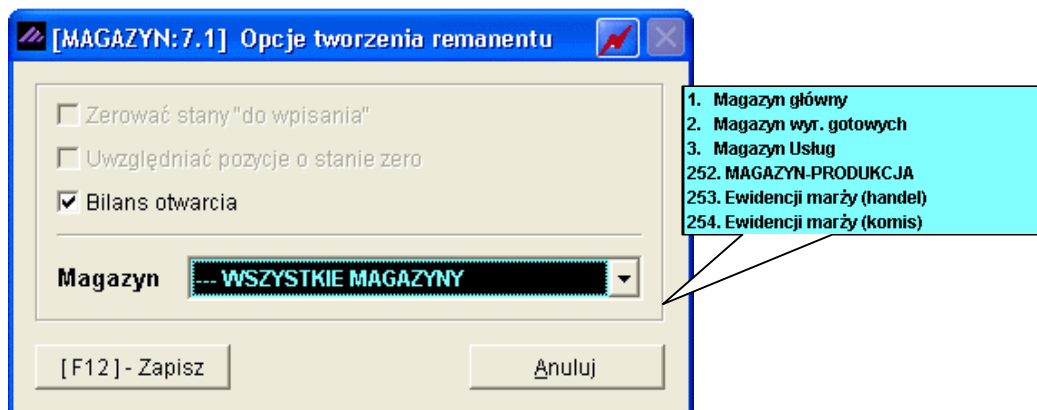 [MAGAZYN:7.1] Opcje tworzenia remanentu
Zerować stany "do wpisania"
Uwzględniać pozycje o stanie zero
Bilans otwarcia
Magazyn --- WSZYSTKIE MAGAZYNY
[F12] - Zapisz
Anuluj
1. Magazyn główny
2. Magazyn wyr. gotowych
3. Magazyn Usług
252. MAGAZYN-PRODUKCJA
253. Ewidencji marży (handel)
254. Ewidencji marży (komis)